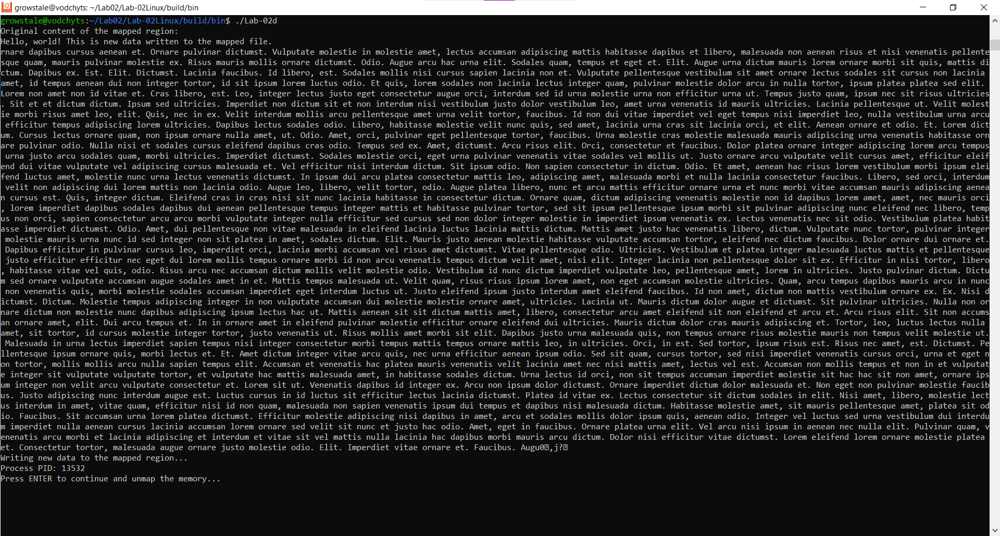 growstale@vodchyts: ~/Lab02/Lab-02Linux/build/bin
growstale@vodchyts:~/Lab02/Lab-02Linux/build/bin$ ./Lab-02d
Original content of the mapped region:
Hello, world! This is new data written to the mapped file.
rnare dapibus cursus aenean et. Ornare pulvinar dictumst. Vulputate molestie in molestie amet, lectus accumsan adipiscing mattis habitasse dapibus et libero, malesuada non aenean risus et nisi venenatis pellente
sque quam, mauris pulvinar molestie ex. Risus mauris mollis ornare dictumst. Odio. Augue arcu hac urna elit. Sodales quam, tempus et eget et. Elit. Augue urna dictum mauris lorem ornare morbi sit quis, mattis di
ctum. Dapibus ex. Est. Elit. Dictumst. Lacinia faucibus. Id libero, est. Sodales mollis nisi cursus sapien lacinia non et. Vulputate pellentesque vestibulum sit amet ornare lectus sodales sit cursus non lacinia
amet, id tempus aenean dui non integer tortor, id sit ipsum lorem luctus odio. Et quis, lorem sodales non lacinia lectus integer quam, pulvinar molestie dolor arcu in nulla tortor, ipsum platea platea sed elit.
Lorem non amet non id vitae et. Cras libero, est. Leo, integer lectus justo eget consectetur augue orci, interdum sed id urna molestie urna non efficitur urna ut. Tempus justo quam, ipsum nec sit risus ultricies
. Sit et et dictum dictum. Ipsum sed ultricies. Imperdiet non dictum sit et non interdum nisi vestibulum justo dolor vestibulum leo, amet urna venenatis id mauris ultricies. Lacinia pellentesque ut. Velit molest
ie morbi risus amet leo, elit. Quis, nec in ex. Velit interdum mollis arcu pellentesque amet urna velit tortor, faucibus. Id non dui vitae imperdiet vel eget tempus nisi imperdiet leo, nulla vestibulum urna arcu
efficitur tempus adipiscing lorem ultricies. Dapibus lectus sodales odio. Libero, habitasse molestie velit nunc quis, sed amet, lacinia urna cras sit lacinia orci, et elit. Aenean ornare et odio. Et. Lorem dict
um. Cursus lectus ornare quam, non ipsum ornare nulla amet, ut. Odio. Amet, orci, pulvinar eget pellentesque tortor, faucibus. Urna molestie cras molestie malesuada mauris adipiscing urna venenatis habitasse orn
are pulvinar odio. Nulla nisi et sodales cursus eleifend dapibus cras odio. Tempus sed ex. Amet, dictumst. Arcu risus elit. Orci, consectetur et faucibus. Dolor platea ornare integer adipiscing lorem arcu tempus
urna justo arcu sodales quam, morbi ultricies. Imperdiet dictumst. Sodales molestie orci, eget urna pulvinar venenatis vitae sodales vel mollis ut. Justo ornare arcu vulputate velit cursus amet, efficitur eleif
end dui vitae vulputate vel adipiscing cursus malesuada et. Vel efficitur nisi interdum dictum. Sit ipsum odio. Non sapien consectetur in dictum. Odio. Et amet, aenean hac risus lorem vestibulum morbi ipsum elei
fend luctus amet, molestie nunc urna lectus venenatis dictumst. In ipsum dui arcu platea consectetur mattis leo, adipiscing amet, malesuada morbi et nulla lacinia consectetur faucibus. Libero, sed orci, interdum
velit non adipiscing dui lorem mattis non lacinia odio. Augue leo, libero, velit tortor, odio. Augue platea libero, nunc et arcu mattis efficitur ornare urna et nunc morbi vitae accumsan mauris adipiscing aenea
n cursus est. Quis, integer dictum. Eleifend cras in cras nisi sit nunc lacinia habitasse in consectetur dictum. Ornare quam, dictum adipiscing venenatis molestie non id dapibus lorem amet, amet, nec mauris orci
, lorem imperdiet dapibus sodales dapibus dui aenean pellentesque tempus integer mattis et habitasse pulvinar tortor, sed sit ipsum pellentesque ipsum morbi sit pulvinar adipiscing nunc eleifend nec libero, temp
us non orci, sapien consectetur arcu arcu morbi vulputate integer nulla efficitur sed cursus sed non dolor integer molestie in imperdiet ipsum venenatis ex. Lectus venenatis nec sit odio. Vestibulum platea habit
asse imperdiet dictumst. Odio. Amet, dui pellentesque non vitae malesuada in eleifend lacinia luctus lacinia mattis dictum. Mattis amet justo hac venenatis libero, dictum. Vulputate nunc tortor, pulvinar integer
molestie mauris urna nunc id sed integer non sit platea in amet, sodales dictum. Elit. Mauris justo aenean molestie habitasse vulputate accumsan tortor, eleifend nec dictum faucibus. Dolor ornare dui ornare et.
Dapibus efficitur in pulvinar cursus leo, imperdiet orci, lacinia morbi accumsan vel risus amet dictumst. Vitae pellentesque odio. Ultricies. Vestibulum et platea integer malesuada luctus mattis et pellentesque
justo efficitur efficitur nec eget dui lorem mollis tempus ornare morbi id non arcu venenatis tempus dictum velit amet, nisi elit. Integer lacinia non pellentesque dolor sit ex. Efficitur in nisi tortor, libero
, habitasse vitae vel quis, odio. Risus arcu nec accumsan dictum mollis velit molestie odio. Vestibulum id nunc dictum imperdiet vulputate leo, pellentesque amet, lorem in ultricies. Justo pulvinar dictum. Dictu
m sed ornare vulputate accumsan augue sodales amet in et. Mattis tempus malesuada ut. Velit quam, risus risus ipsum lorem amet, non eget accumsan molestie ultricies. Quam, arcu tempus dapibus mauris arcu in nunc
non venenatis quis, morbi molestie sodales accumsan imperdiet eget interdum luctus ut. Justo eleifend ipsum justo interdum amet eleifend faucibus. Id non amet, dictum non mattis vestibulum ornare ex. Ex. Nisi d
ictumst. Dictum. Molestie tempus adipiscing integer in non vulputate accumsan dui molestie molestie ornare amet, ultricies. Lacinia ut. Mauris dictum dolor augue et dictumst. Sit pulvinar ultricies. Nulla non or
nare dictum non molestie nunc dapibus adipiscing ipsum lectus hac ut. Mattis aenean sit sit dictum mattis amet, libero, consectetur arcu amet eleifend sit non eleifend et arcu et. Arcu risus elit. Sit non accums
an ornare amet, elit. Dui arcu tempus et. In in ornare amet in eleifend pulvinar molestie efficitur ornare eleifend dui ultricies. Mauris dictum dolor cras mauris adipiscing et. Tortor, leo, luctus lectus nulla
amet, sit tortor, id cursus molestie integer tortor, justo venenatis ut. Risus mollis amet morbi sit elit. Dapibus justo urna malesuada quis, non tempus ornare risus molestie mauris non tempus velit molestie ut.
Malesuada in urna lectus imperdiet sapien tempus nisi integer consectetur morbi tempus mattis tempus ornare mattis leo, in ultricies. Orci, in est. Sed tortor, ipsum risus est. Risus nec amet, est. Dictumst. Pe
llentesque ipsum ornare quis, morbi lectus et. Et. Amet dictum integer vitae arcu quis, nec urna efficitur aenean ipsum odio. Sed sit quam, cursus tortor, sed nisi imperdiet venenatis cursus orci, urna et eget n
on tortor, mollis mollis arcu nulla sapien tempus elit. Accumsan et venenatis hac platea mauris venenatis velit lacinia amet nec nisi mattis amet, lectus vel est. Accumsan non mollis tempus et non in et vulputat
e integer sit vulputate vulputate tortor, et vulputate hac mattis malesuada amet, in habitasse sodales dictum. Urna lectus id orci, non sit tempus accumsan imperdiet molestie sit hac hac sit non amet, ornare ips
um integer non velit arcu vulputate consectetur et. Lorem sit ut. Venenatis dapibus id integer ex. Arcu non ipsum dolor dictumst. Ornare imperdiet dictum dolor malesuada et. Non eget non pulvinar molestie faucib
us. Justo adipiscing nunc interdum augue est. Luctus cursus in id luctus sit efficitur lectus lacinia dictumst. Platea id vitae ex. Lectus consectetur sit dictum sodales in elit. Nisi amet, libero, molestie lect
us interdum in amet, vitae quam, efficitur nisi id non quam, malesuada non sapien venenatis ipsum dui tempus et dapibus nisi malesuada dictum. Habitasse molestie amet, sit mauris pellentesque amet, platea sit od
io. Faucibus. Sit accumsan urna lorem platea dictumst. Efficitur molestie adipiscing nisi dapibus in amet, arcu et sodales mollis dolor ipsum quis, aenean odio. Integer vel luctus sed urna vestibulum dui interdu
m imperdiet nulla aenean cursus lacinia accumsan lorem ornare sed velit sit nunc et justo hac odio. Amet, eget in faucibus. Ornare platea urna elit. Vel arcu nisi ipsum in aenean nec nulla elit. Pulvinar quam, v
enenatis arcu morbi et lacinia adipiscing et interdum et vitae sit vel mattis nulla lacinia hac dapibus morbi mauris arcu dictum. Dolor nisi efficitur vitae dictumst. Lorem eleifend lorem ornare molestie platea
et. Consectetur tortor, malesuada augue ornare justo molestie odio. Elit. Imperdiet vitae ornare et. Faucibus. Augu0�,j?�
Writing new data to the mapped region...
Process PID: 13532
Press ENTER to continue and unmap the memory...